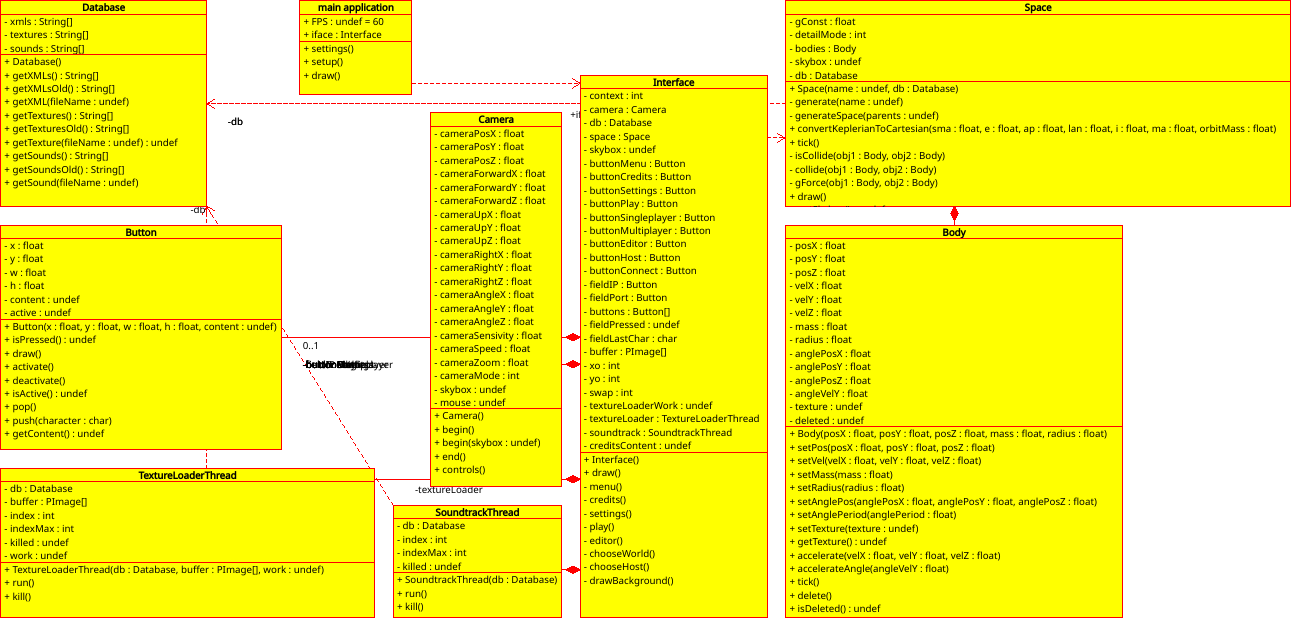 Database
- xmls : String[]
- textures : String[]
- sounds : String[]
+ Database()
+ getXMLs() : String[]
+ getXMLsOld() : String[]
+ getXML(fileName : undef)
+ getTextures() : String[]
+ getTexturesOld() : String[]
+ getTexture(fileName : undef) : undef
+ getSounds() : String[]
+ getSoundsOld() : String[]
+ getSound(fileName : undef)
main application
+ FPS : undef = 60
+ iface : Interface
+ settings()
+ setup()
+ draw()
Space
- gConst : float
- detailMode : int
- bodies : Body
- skybox : undef
- db : Database
+ Space(name : undef, db : Database)
- generate(name : undef)
- generateSpace(parents : undef)
+ convertKeplerianToCartesian(sma : float, e : float, ap : float, lan : float, i : float, ma : float, orbitMass : float)
+ tick()
- isCollide(obj1 : Body, obj2 : Body)
- collide(obj1 : Body, obj2 : Body)
- gForce(obj1 : Body, obj2 : Body)
+ draw()
Interface
- context : int
- camera : Camera
- db : Database
- space : Space
- skybox : undef
- buttonMenu : Button
- buttonCredits : Button
- buttonSettings : Button
- buttonPlay : Button
- buttonSingleplayer : Button
- buttonMultiplayer : Button
- buttonEditor : Button
- buttonHost : Button
- buttonConnect : Button
- fieldIP : Button
- fieldPort : Button
- buttons : Button[]
- fieldPressed : undef
- fieldLastChar : char
- buffer : PImage[]
- xo : int
- yo : int
- swap : int
- textureLoaderWork : undef
- textureLoader : TextureLoaderThread
- soundtrack : SoundtrackThread
- creditsContent : undef
+ Interface()
+ draw()
- menu()
- credits()
- settings()
- play()
- editor()
- chooseWorld()
- chooseHost()
- drawBackground()
Camera
- cameraPosX : float
- cameraPosY : float
- cameraPosZ : float
- cameraForwardX : float
- cameraForwardY : float
- cameraForwardZ : float
- cameraUpX : float
- cameraUpY : float
- cameraUpZ : float
- cameraRightX : float
- cameraRightY : float
- cameraRightZ : float
- cameraAngleX : float
- cameraAngleY : float
- cameraAngleZ : float
- cameraSensivity : float
- cameraSpeed : float
- cameraZoom : float
- cameraMode : int
- skybox : undef
- mouse : undef
+ Camera()
+ begin()
+ begin(skybox : undef)
+ end()
+ controls()
-db
-db
Button
- x : float
- y : float
- w : float
- h : float
- content : undef
- active : undef
+ Button(x : float, y : float, w : float, h : float, content : undef)
+ isPressed() : undef
+ draw()
+ activate()
+ deactivate()
+ isActive() : undef
+ pop()
+ push(character : char)
+ getContent() : undef
0..1
Body
- posX : float
- posY : float
- posZ : float
- velX : float
- velY : float
- velZ : float
- mass : float
- radius : float
- anglePosX : float
- anglePosY : float
- anglePosZ : float
- angleVelY : float
- texture : undef
- deleted : undef
+ Body(posX : float, posY : float, posZ : float, mass : float, radius : float)
+ setPos(posX : float, posY : float, posZ : float)
+ setVel(velX : float, velY : float, velZ : float)
+ setMass(mass : float)
+ setRadius(radius : float)
+ setAnglePos(anglePosX : float, anglePosY : float, anglePosZ : float)
+ setAnglePeriod(anglePeriod : float)
+ setTexture(texture : undef)
+ getTexture() : undef
+ accelerate(velX : float, velY : float, velZ : float)
+ accelerateAngle(angleVelY : float)
+ tick()
+ delete()
+ isDeleted() : undef
TextureLoaderThread
- db : Database
- buffer : PImage[]
- index : int
- indexMax : int
- killed : undef
- work : undef
+ TextureLoaderThread(db : Database, buffer : PImage[], work : undef)
+ run()
+ kill()
-textureLoader
SoundtrackThread
- db : Database
- index : int
- indexMax : int
- killed : undef
+ SoundtrackThread(db : Database)
+ run()
+ kill()